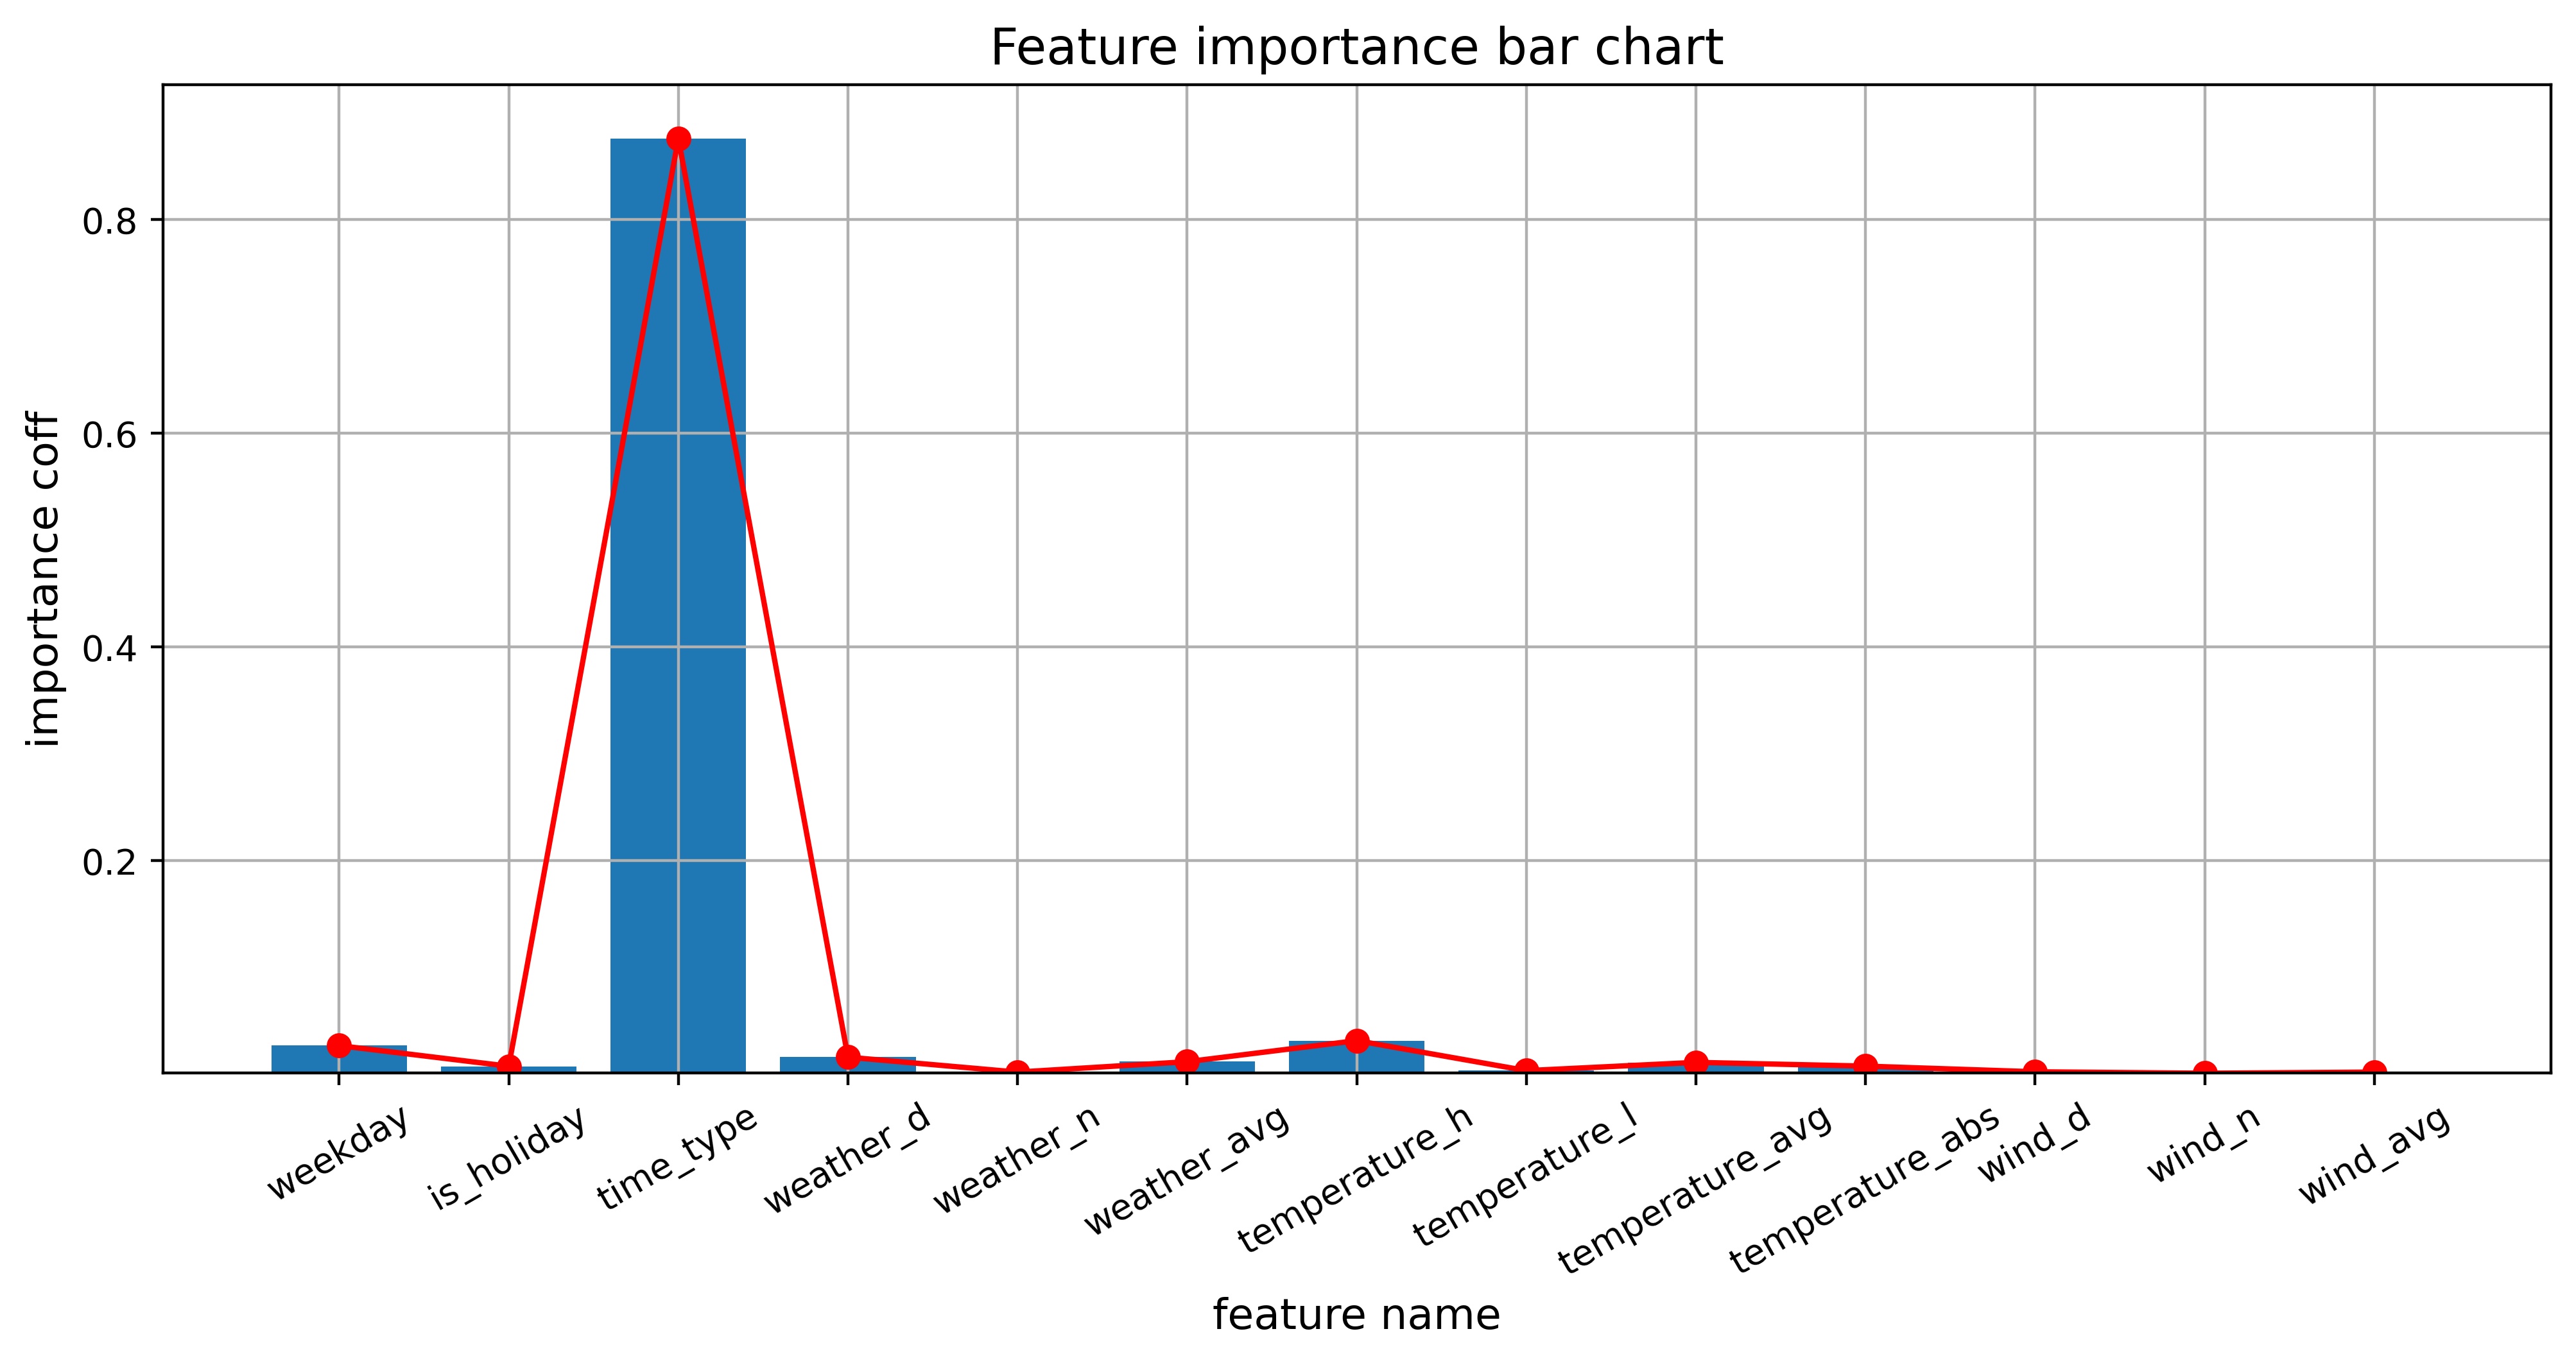 Feature importance bar chart
importance coff
0.8
0.6
0.4
0.2
weekday
is_holiday
time_type
weather_d
weather_n
weather_avg
temperature_h
temperature_l
temperature_avg
temperature_abs
wind_d
wind_n
wind_avg
feature name